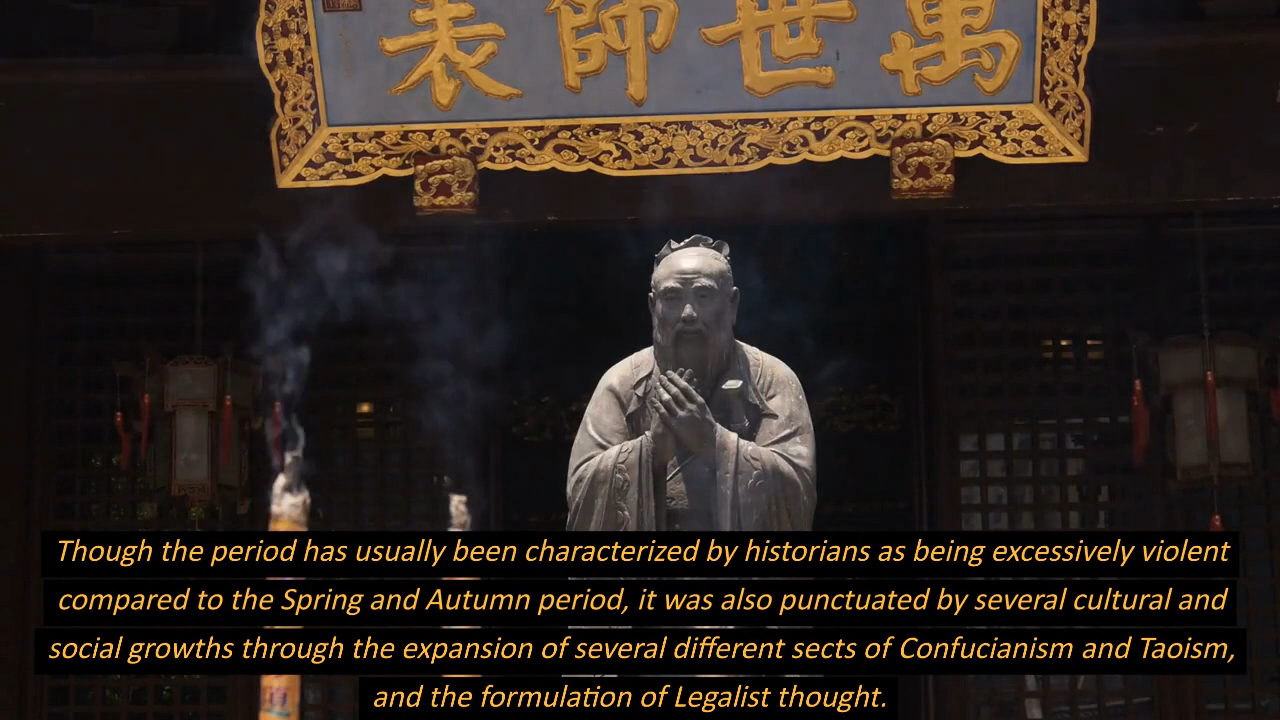 萬世師表
Though the period has usually been characterized by historians as being excessively violent
compared to the Spring and Autumn period, it was also punctuated by several cultural and
social growths through the expansion of several different sects of Confucianism and Taoism,
and the formulation of Legalist thought.